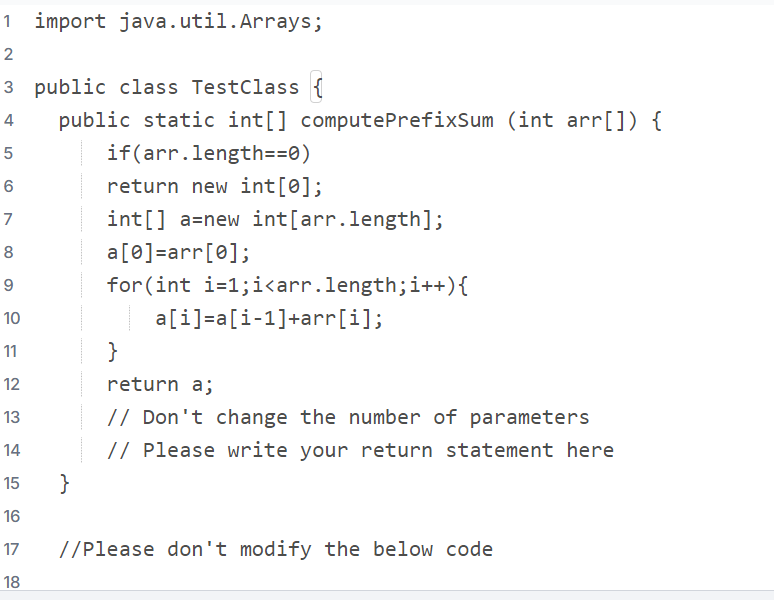 1 import java.util.Arrays;
2
3 public class TestClass {
4 public static int[] computePrefixSum (int arr[]) {
5 if(arr.length==0)
6 return new int[0];
7 int[] a=new int[arr.length];
8 a[0]=arr[0];
9 for(int i=1;i<arr.length;i++){
10 a[i]=a[i-1]+arr[i];
11 }
12 return a;
13 // Don't change the number of parameters
14 // Please write your return statement here
15 }
16
17 //Please don't modify the below code
18